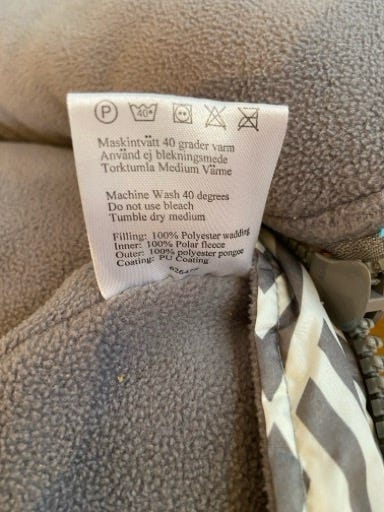 P 40°
Maskintvätt 40 grader varm
Använd ej blekningsmede
Torktumla Medium Värme
Machine Wash 40 degrees
Do not use bleach
Tumble dry medium
Filling: 100% Polyester wadding
Inner: 100% Polar fleece
Outer: 100% polyester pongee
Coating: PU Coating